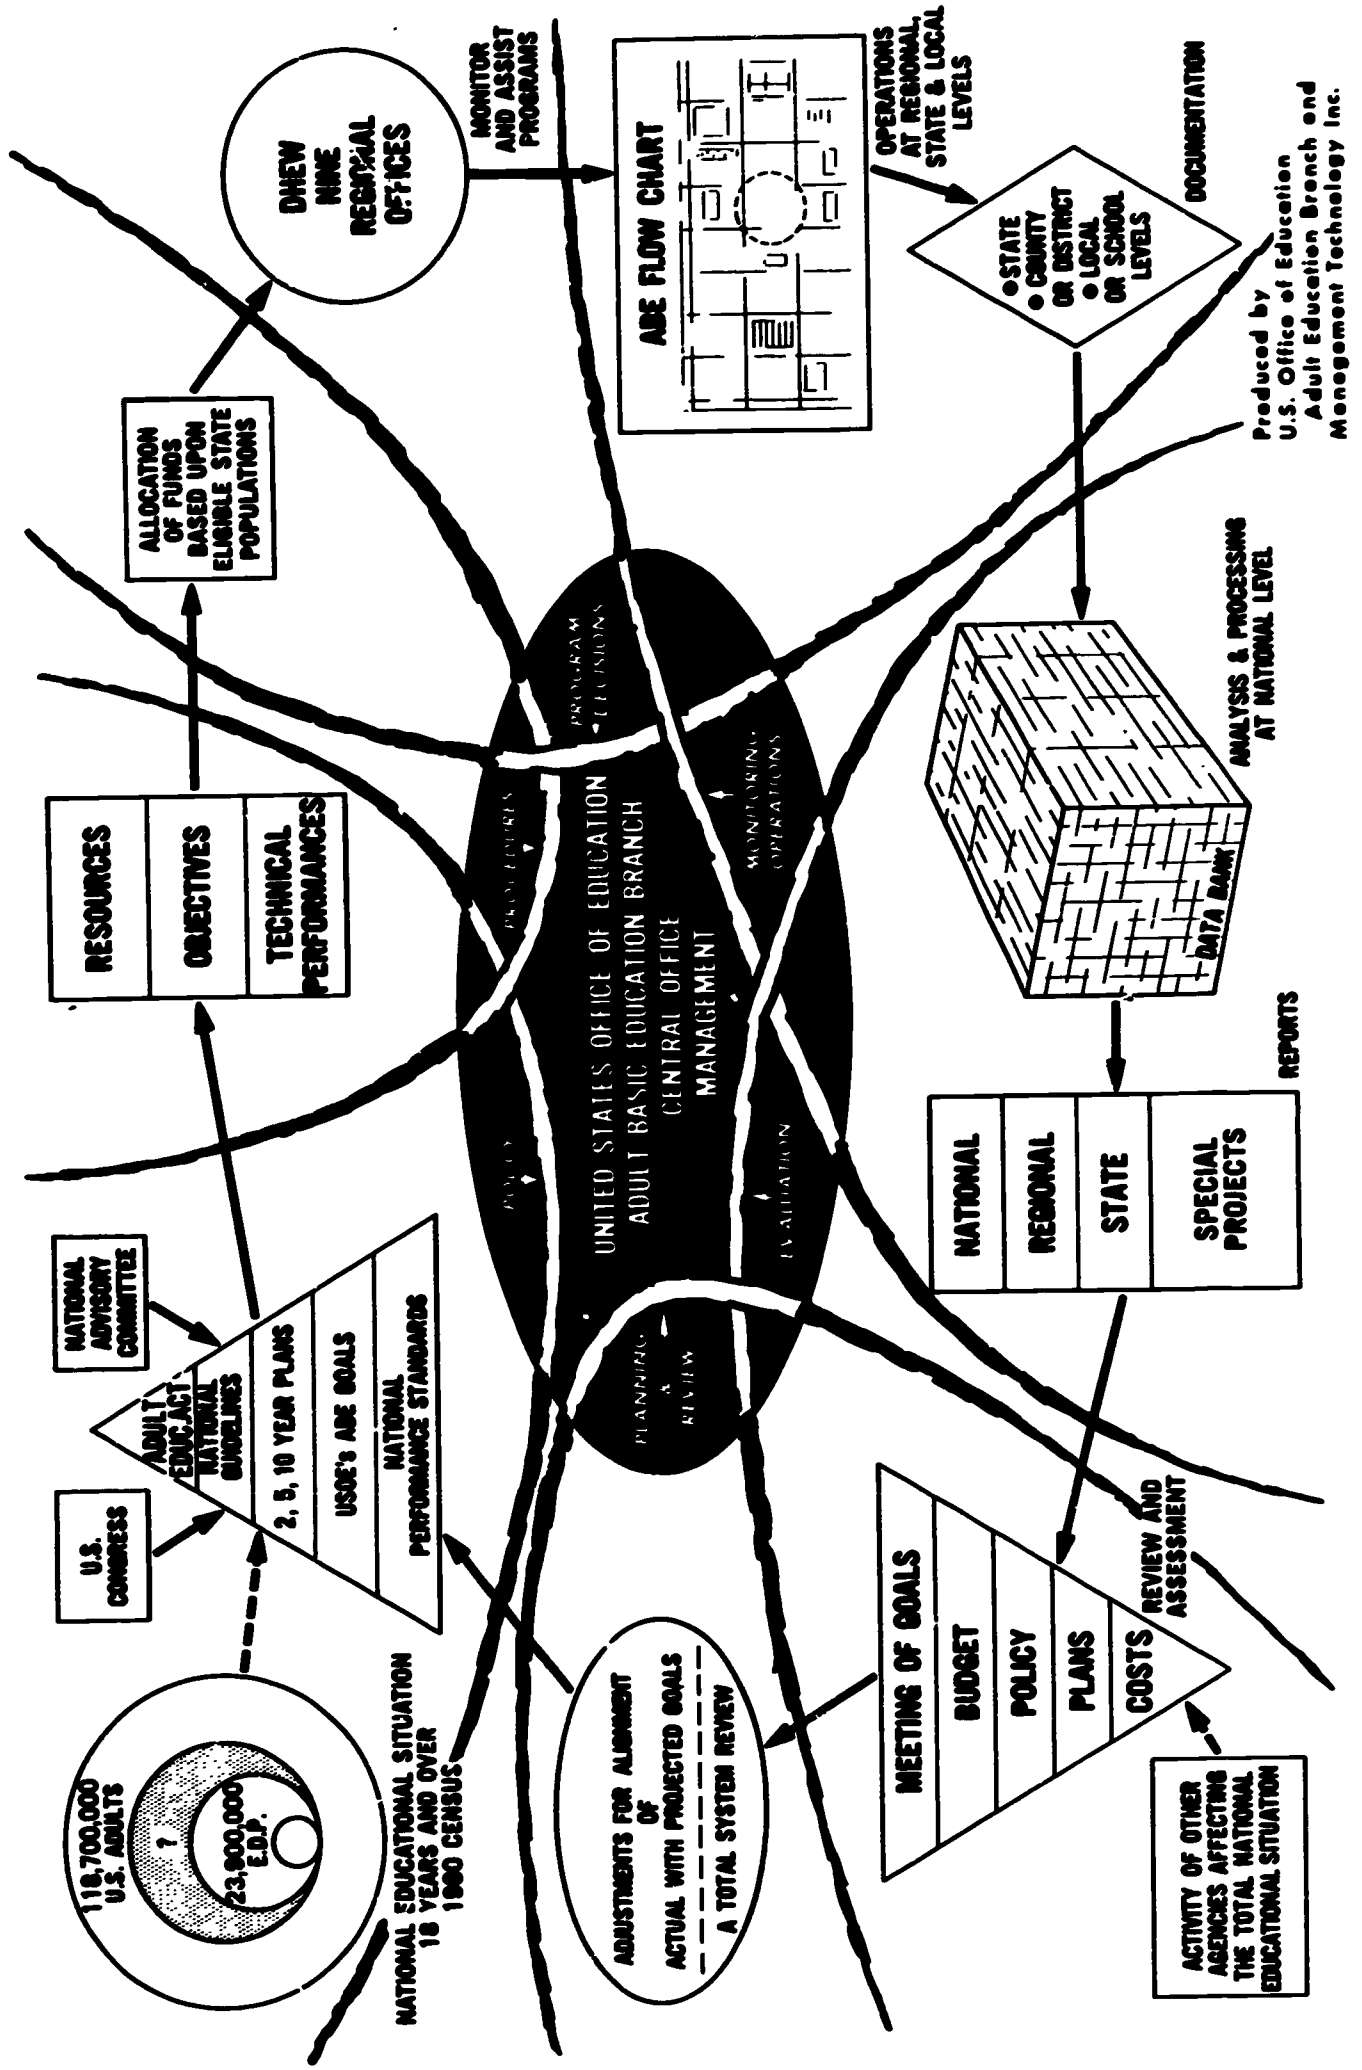 118,700,000
U.S. ADULTS
?
23,900,000
E.D.P.
NATIONAL EDUCATIONAL SITUATION
18 YEARS AND OVER
1960 CENSUS
U.S.
CONGRESS
NATIONAL
ADVISORY
COMMITTEE
ADULT
EDUC.ACT
NATIONAL
GUIDELINES
2, 5, 10 YEAR PLANS
USOE's ABE GOALS
NATIONAL
PERFORMANCE STANDARDS
RESOURCES
OBJECTIVES
TECHNICAL
PERFORMANCES
ALLOCATION
OF FUNDS
BASED UPON
ELIGIBLE STATE
POPULATIONS
DHEW
NINE
REGIONAL
OFFICES
MONITOR
AND ASSIST
PROGRAMS
ABE FLOW CHART
OPERATIONS
AT REGIONAL,
STATE & LOCAL
LEVELS
● STATE
● COUNTY
OR DISTRICT
● LOCAL
OR SCHOOL
LEVELS
DOCUMENTATION
DATA BANK
ANALYSIS & PROCESSING
AT NATIONAL LEVEL
NATIONAL
REGIONAL
STATE
SPECIAL
PROJECTS
REPORTS
MEETING OF GOALS
BUDGET
POLICY
PLANS
COSTS
REVIEW AND
ASSESSMENT
ACTIVITY OF OTHER
AGENCIES AFFECTING
THE TOTAL NATIONAL
EDUCATIONAL SITUATION
ADJUSTMENTS FOR ALIGNMENT
OF
ACTUAL WITH PROJECTED GOALS
A TOTAL SYSTEM REVIEW
POLICY
PROCEDURES
PROGRAM
DECISIONS
UNITED STATES OFFICE OF EDUCATION
ADULT BASIC EDUCATION BRANCH
CENTRAL OFFICE
MANAGEMENT
PLANNING
&
REVIEW
EVALUATION
MONITORING
OPERATIONS
Produced by
U.S. Office of Education
Adult Education Branch and
Management Technology Inc.